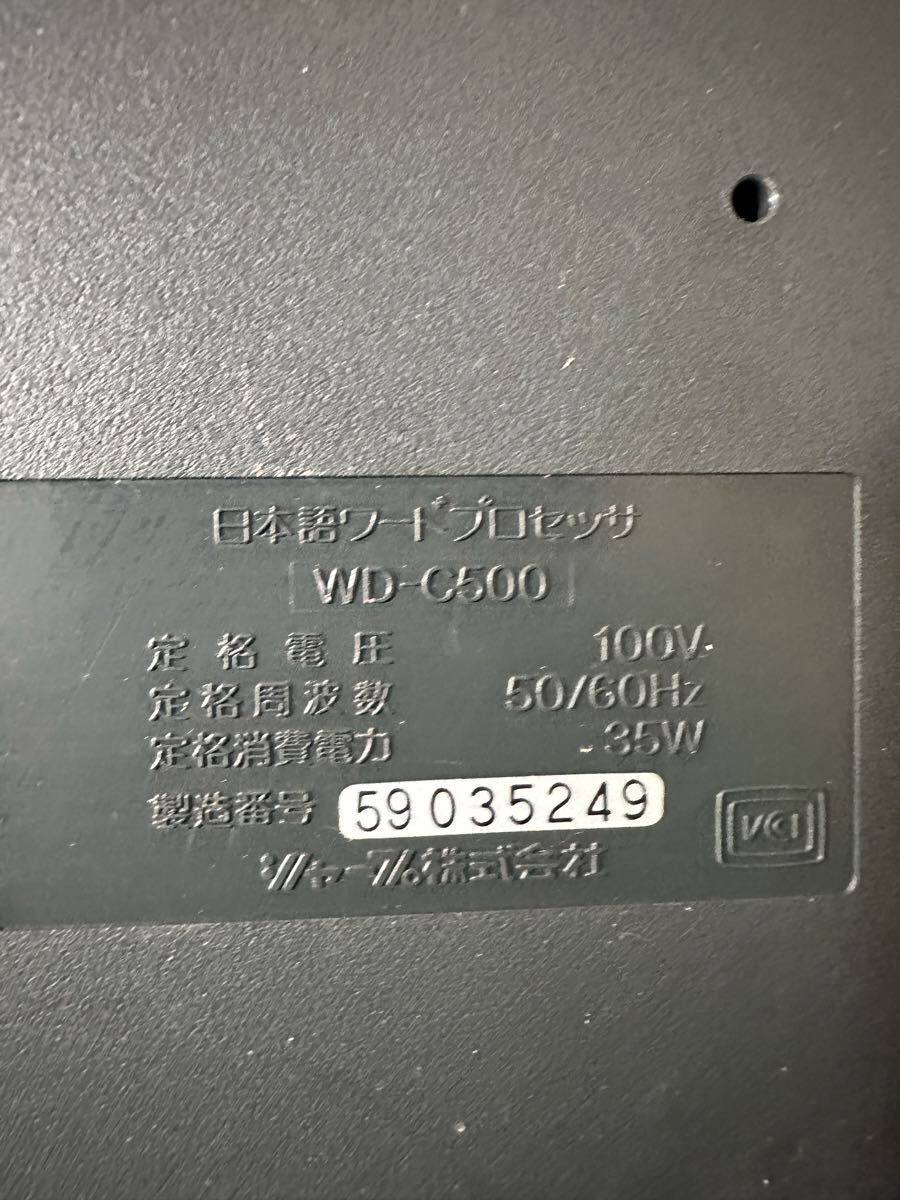 日本語ワードプロセッサ
WD-C500
定格電圧 100V
定格周波数 50/60Hz
定格消費電力 35W
製造番号 59035249
シャープ株式会社
VCI